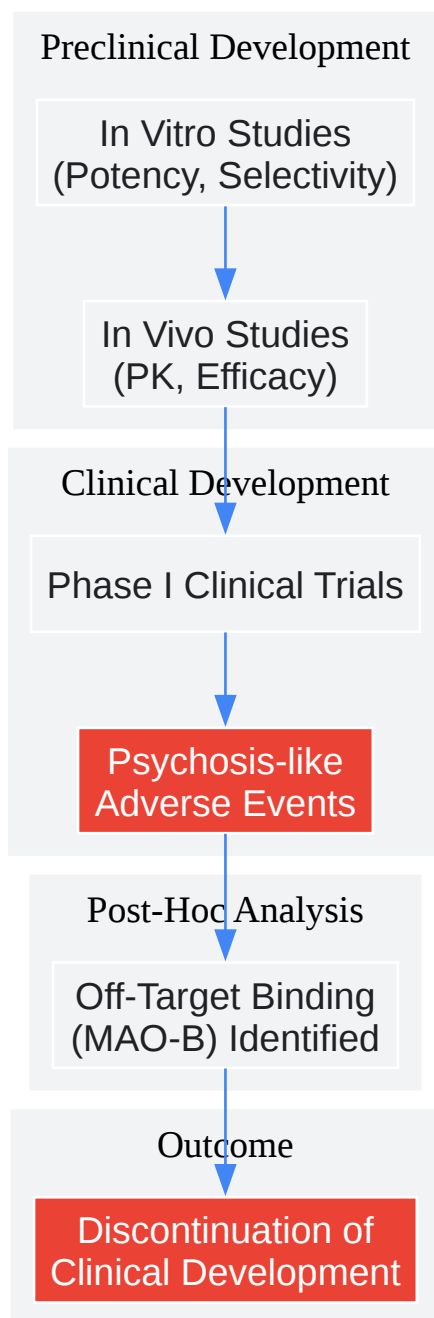 Preclinical Development
In Vitro Studies
(Potency, Selectivity)
In Vivo Studies
(PK, Efficacy)
Clinical Development
Phase I Clinical Trials
Psychosis-like
Adverse Events
Post-Hoc Analysis
Off-Target Binding
(MAO-B) Identified
Outcome
Discontinuation of
Clinical Development